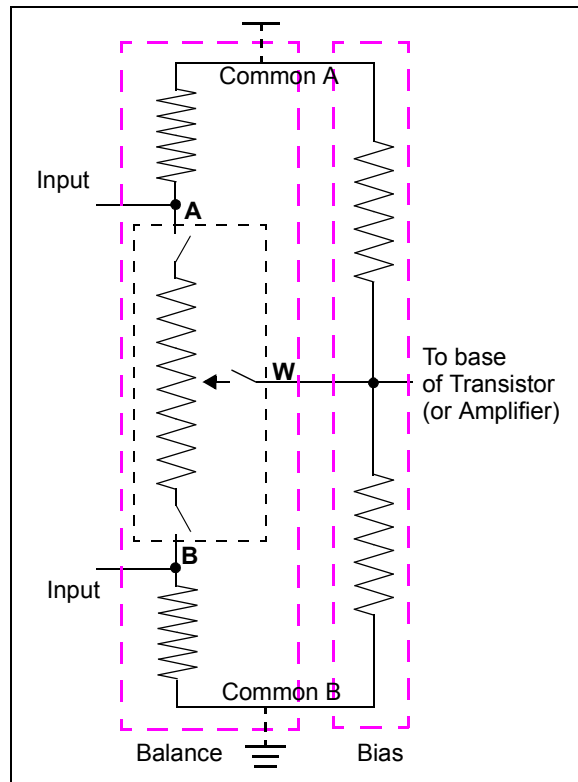 Common A
Input
A
W
To base
of Transistor
(or Amplifier)
B
Input
Common B
Balance
Bias